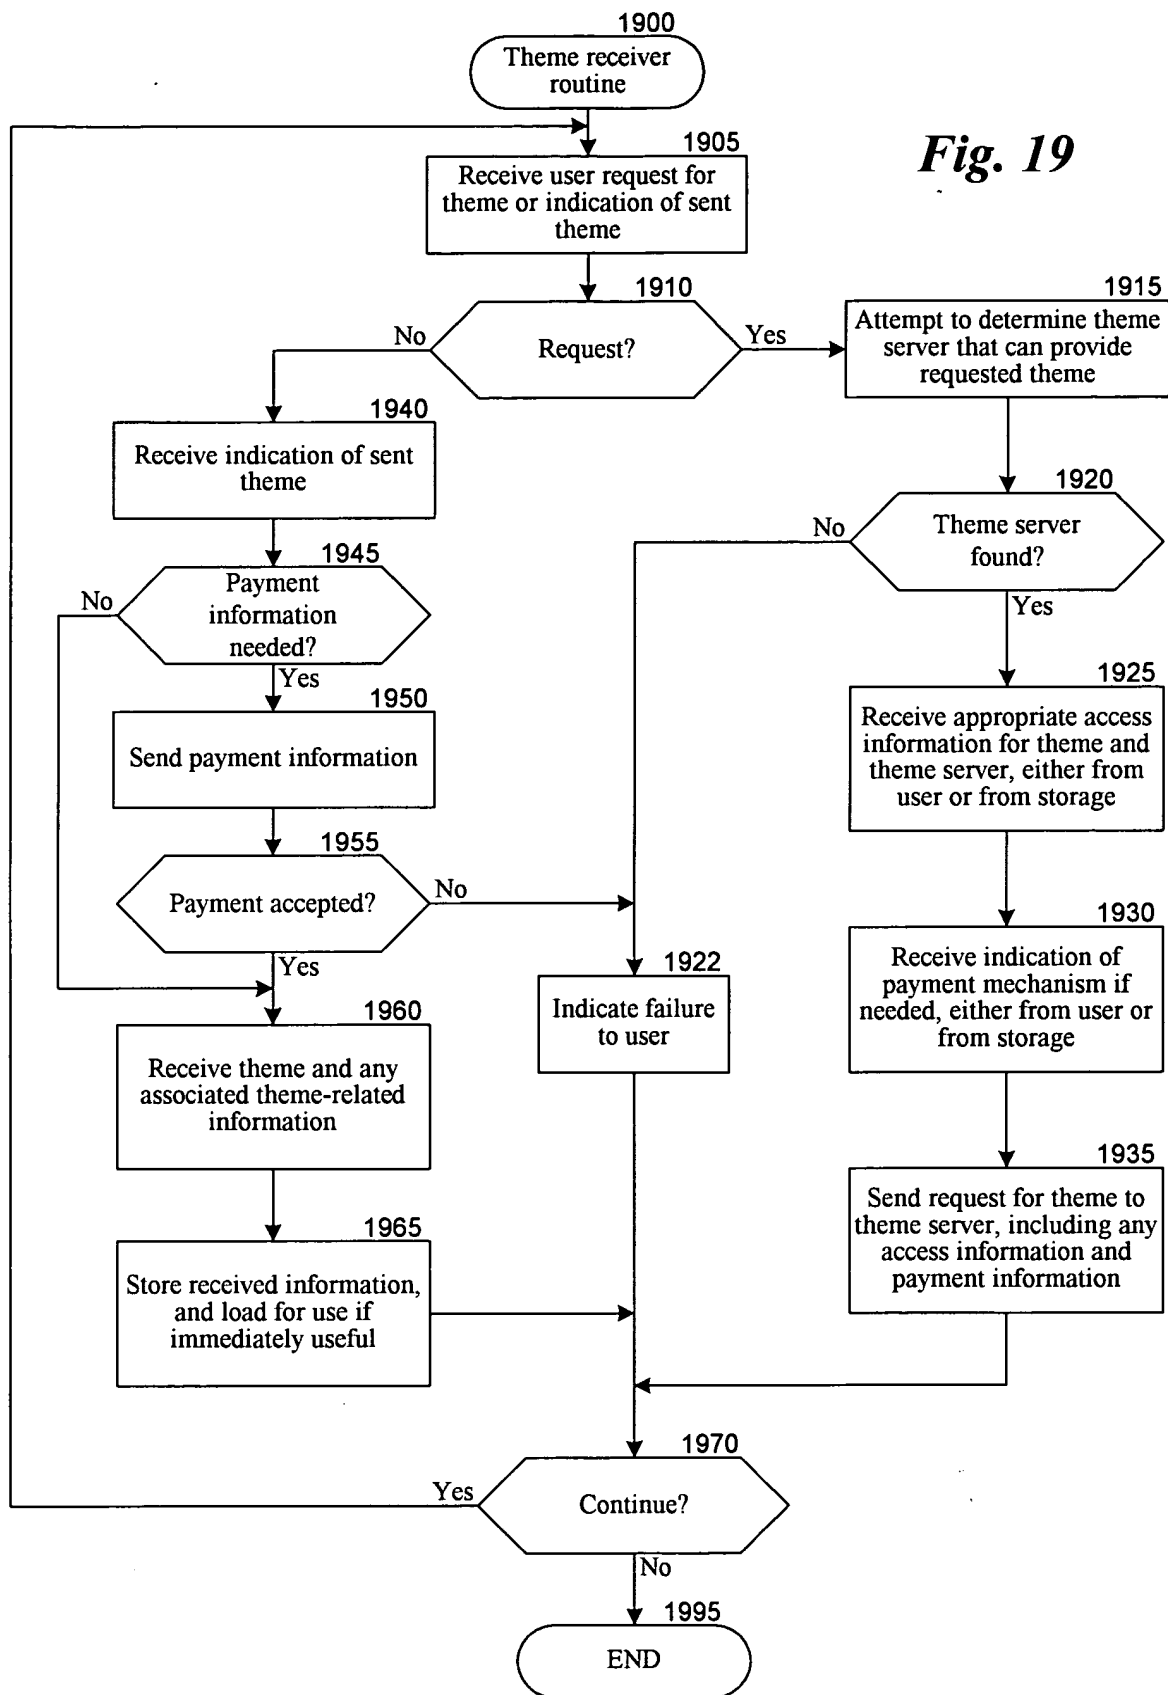 1900
Theme receiver
routine
Fig. 19
1905
Receive user request for
theme or indication of sent
theme
1910
Request?
No
Yes
1915
Attempt to determine theme
server that can provide
requested theme
1940
Receive indication of sent
theme
1920
Theme server
found?
No
Yes
1945
Payment
information
needed?
No
Yes
1950
Send payment information
1925
Receive appropriate access
information for theme and
theme server, either from
user or from storage
1955
Payment accepted?
No
Yes
1922
Indicate failure
to user
1930
Receive indication of
payment mechanism if
needed, either from user or
from storage
1960
Receive theme and any
associated theme-related
information
1935
Send request for theme to
theme server, including any
access information and
payment information
1965
Store received information,
and load for use if
immediately useful
1970
Continue?
Yes
No
1995
END